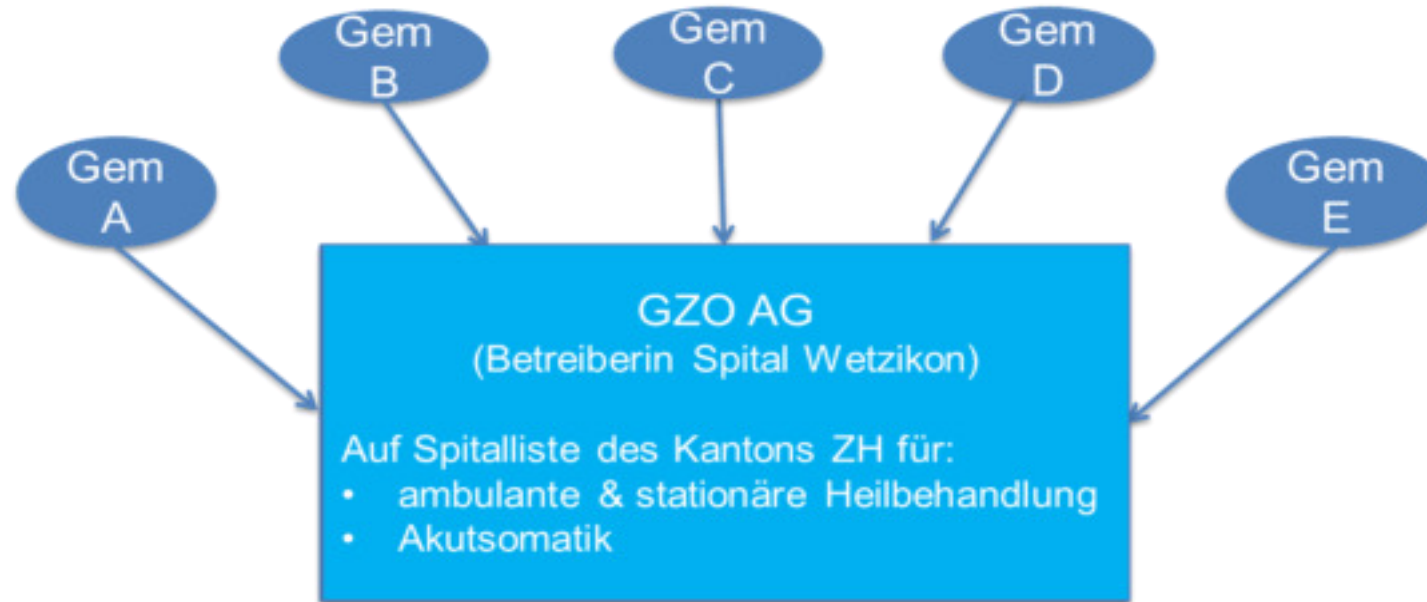 Gem
A
Gem
B
Gem
C
Gem
D
Gem
E
GZO AG
(Betreiberin Spital Wetzikon)
Auf Spitalliste des Kantons ZH für:
• ambulante & stationäre Heilbehandlung
• Akutsomatik